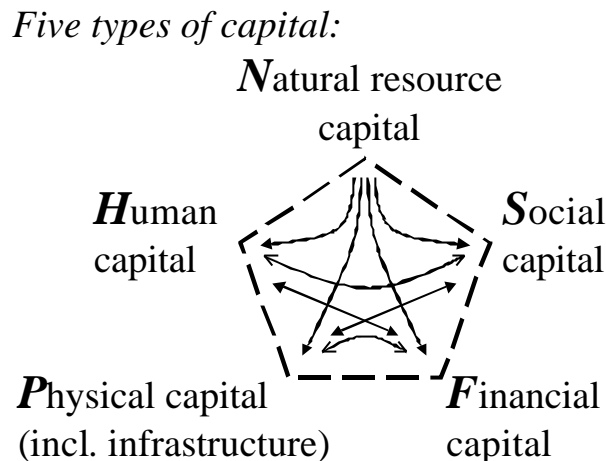 Five types of capital:
Natural resource
capital
Human
capital
Social
capital
Physical capital
(incl. infrastructure)
Financial
capital